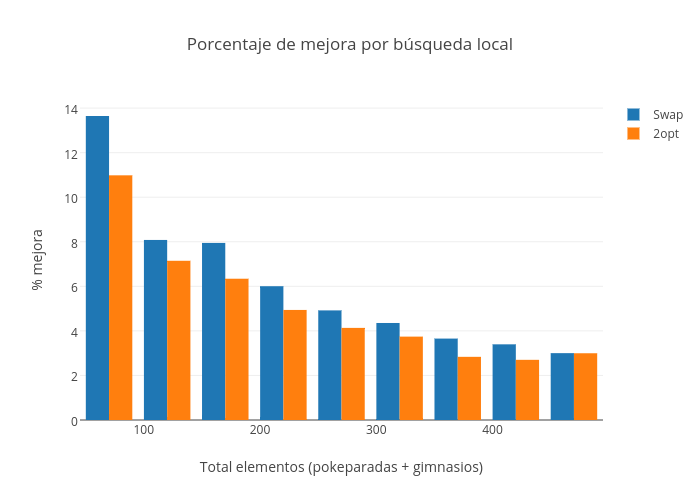 Porcentaje de mejora por búsqueda local
Swap
2opt
14
12
10
8
6
4
2
0
% mejora
100
200
300
400
Total elementos (pokeparadas + gimnasios)